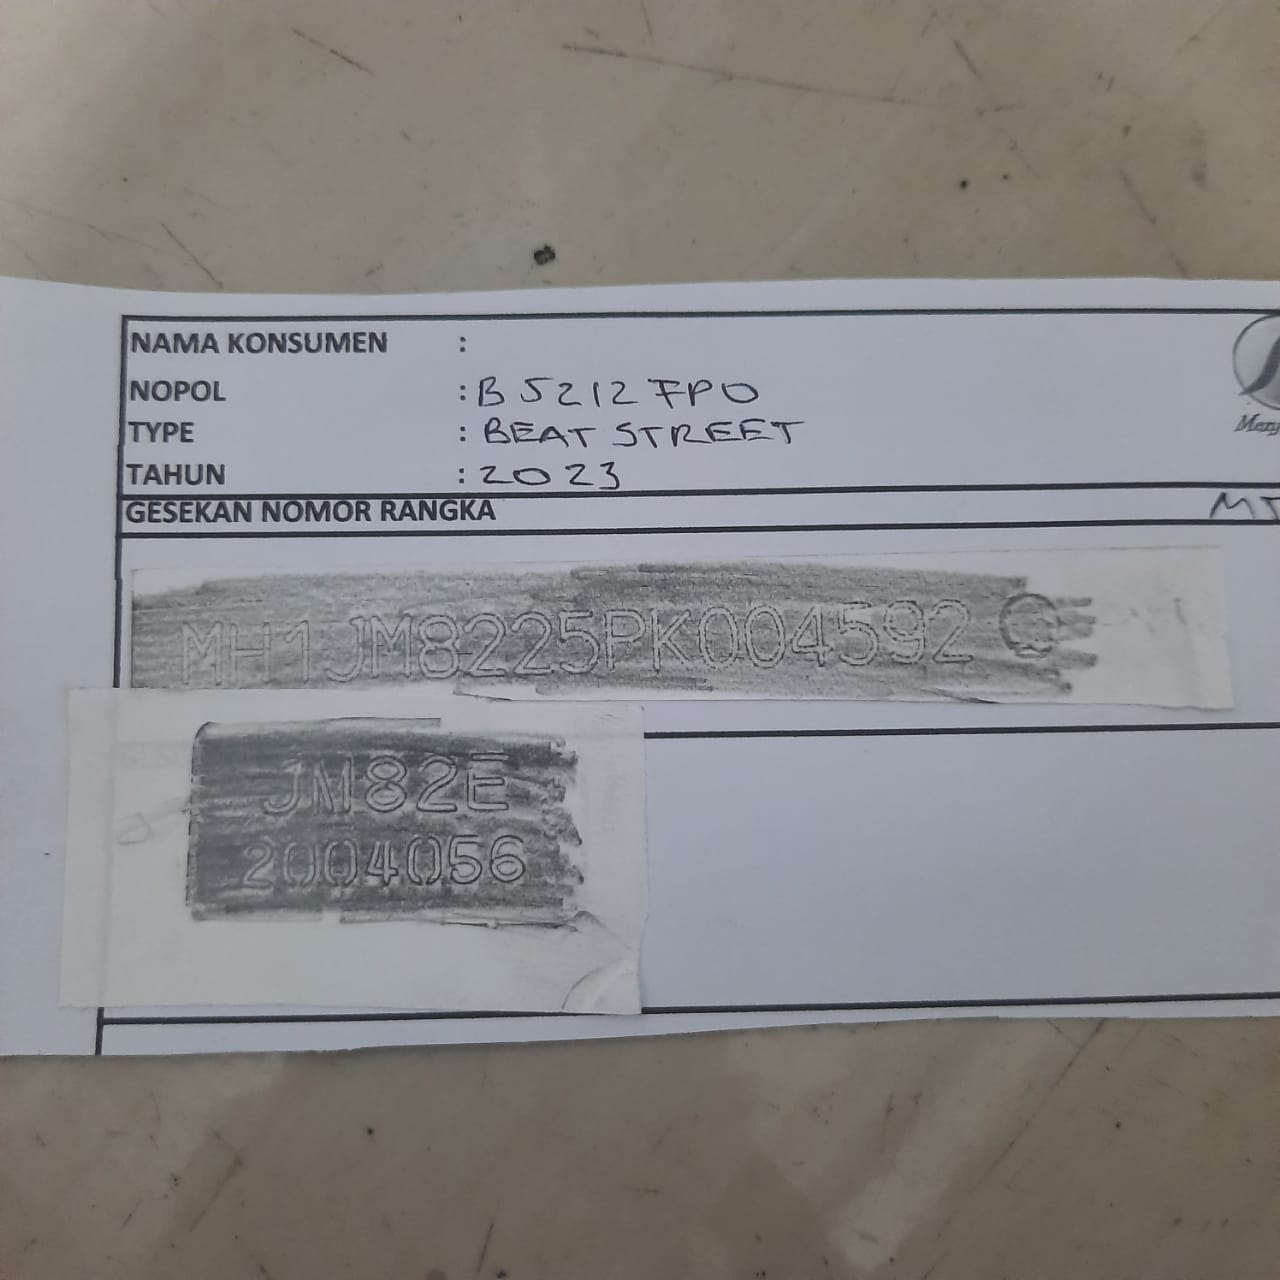 NAMA KONSUMEN :
NOPOL : B 5212 FPO
TYPE : BEAT STREET
TAHUN : 2023
GESEKAN NOMOR RANGKA
MH1JM8225PK004592
JM82E
2004056